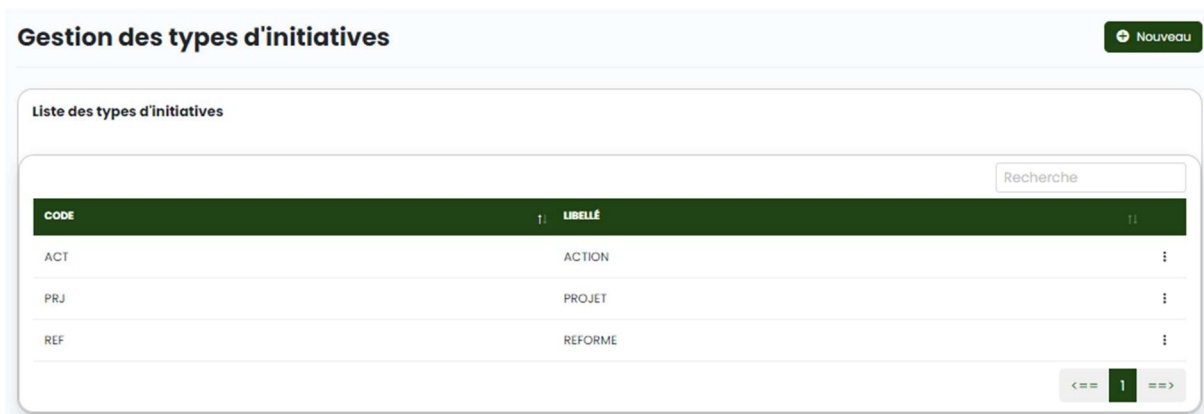 Gestion des types d'initiatives
Nouveau
Liste des types d'initiatives
Recherche
CODE LIBELLÉ
ACT ACTION
PRJ PROJET
REF REFORME
<== 1 ==>